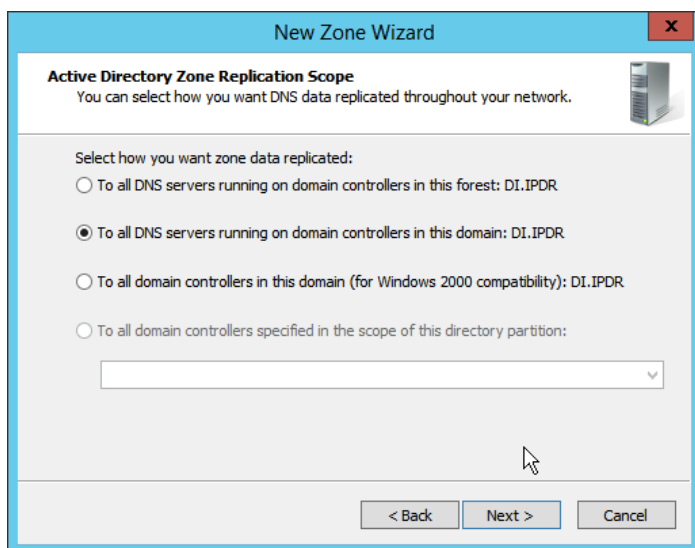 New Zone Wizard
x
Active Directory Zone Replication Scope
You can select how you want DNS data replicated throughout your network.
Select how you want zone data replicated:
To all DNS servers running on domain controllers in this forest: DI.IPDR
To all DNS servers running on domain controllers in this domain: DI.IPDR
To all domain controllers in this domain (for Windows 2000 compatibility): DI.IPDR
To all domain controllers specified in the scope of this directory partition:
< Back Next > Cancel